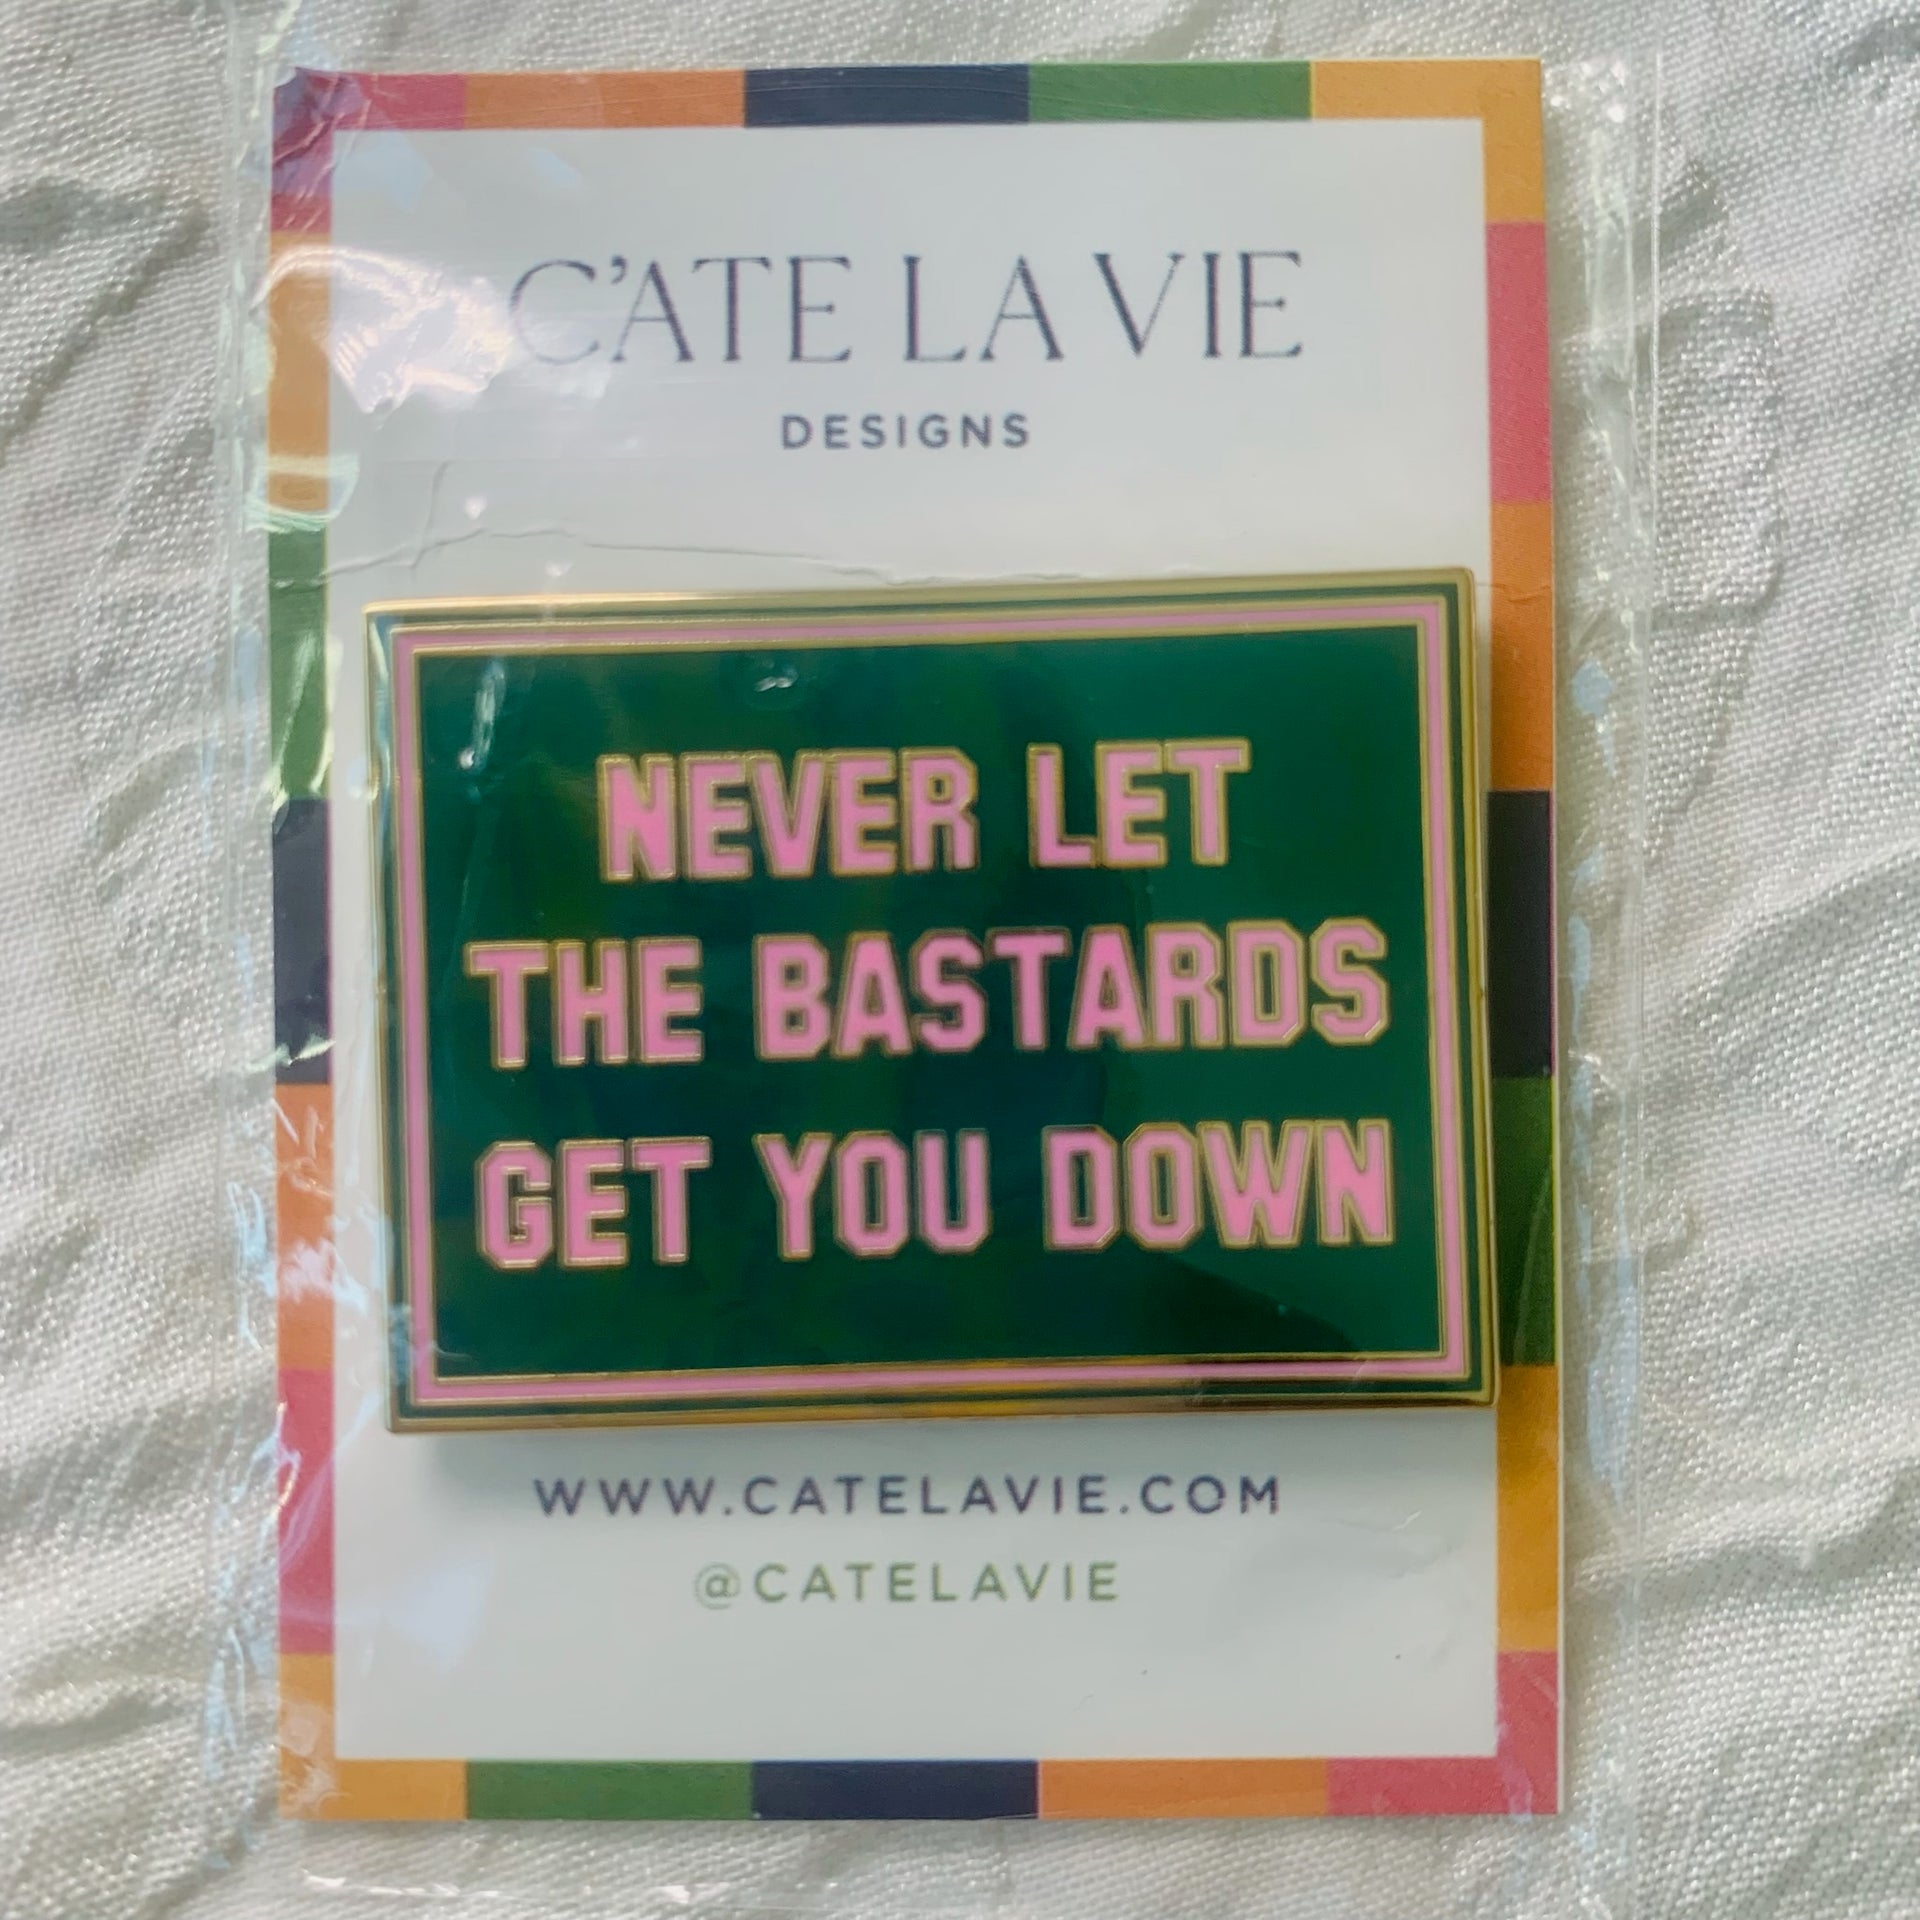 C'ATE LA VIE
DESIGNS
NEVER LET
THE BASTARDS
GET YOU DOWN
WWW.CATELAVIE.COM
@CATELAVIE